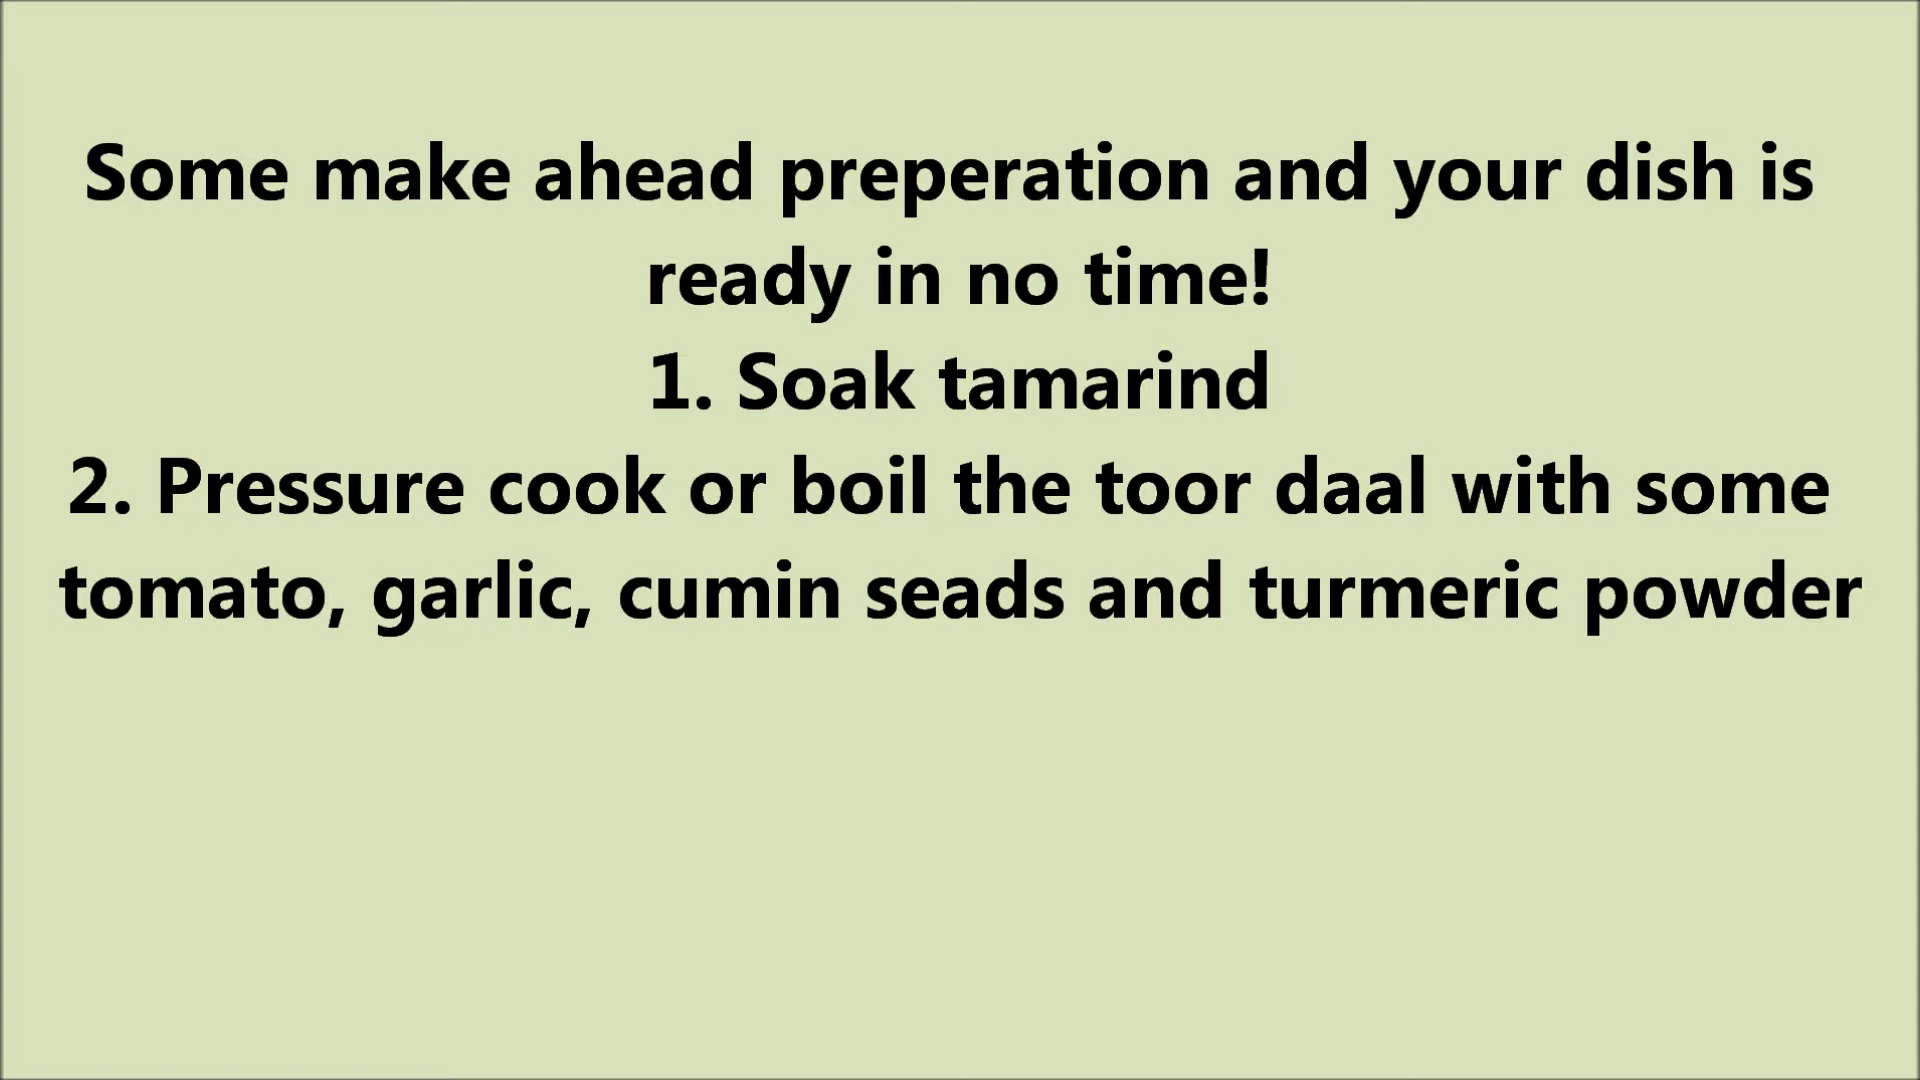 Some make ahead preperation and your dish is
ready in no time!
1. Soak tamarind
2. Pressure cook or boil the toor daal with some
tomato, garlic, cumin seads and turmeric powder